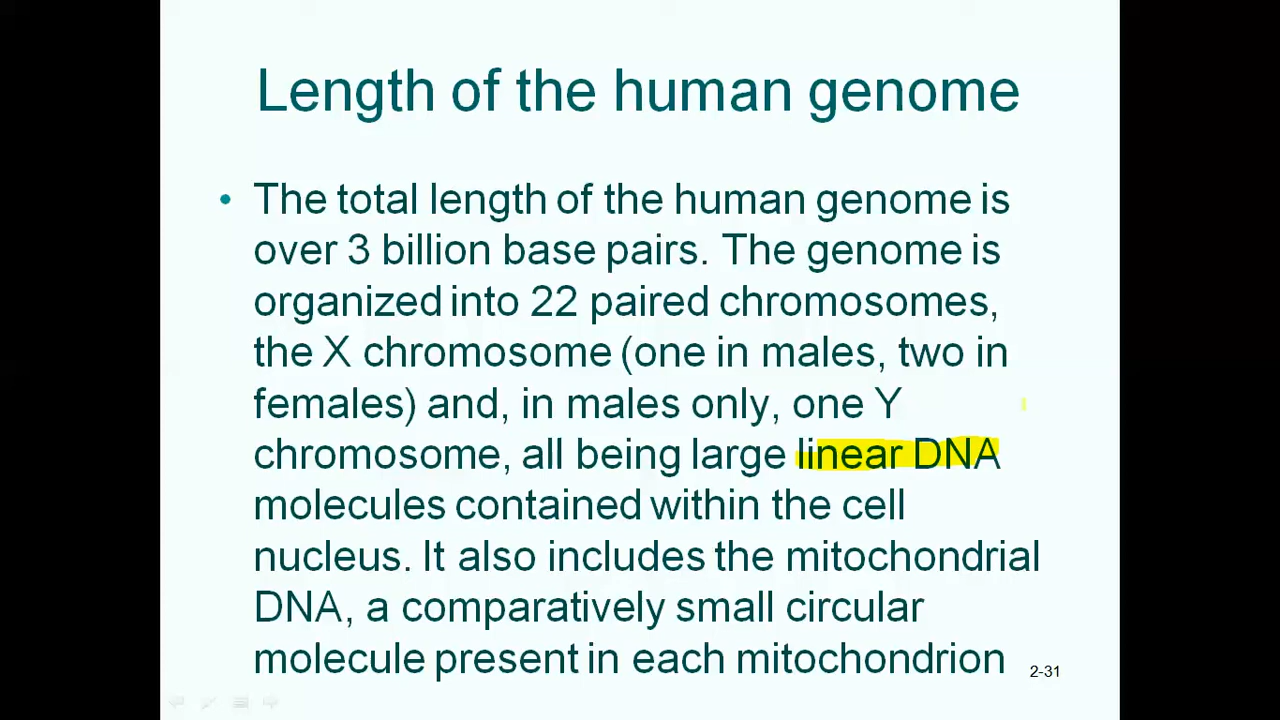 Length of the human genome
• The total length of the human genome is
over 3 billion base pairs. The genome is
organized into 22 paired chromosomes,
the X chromosome (one in males, two in
females) and, in males only, one Y
chromosome, all being large linear DNA
molecules contained within the cell
nucleus. It also includes the mitochondrial
DNA, a comparatively small circular
molecule present in each mitochondrion
2-31